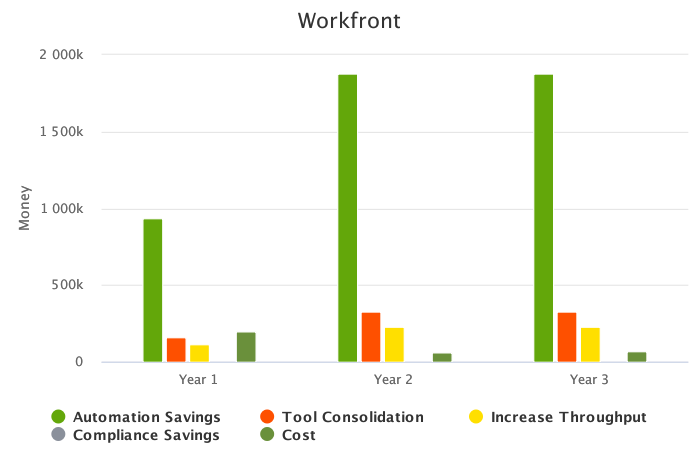 Workfront
2 000k
1 500k
1 000k
500k
0
Money
Year 1 Year 2 Year 3
Automation Savings Tool Consolidation Increase Throughput
Compliance Savings Cost